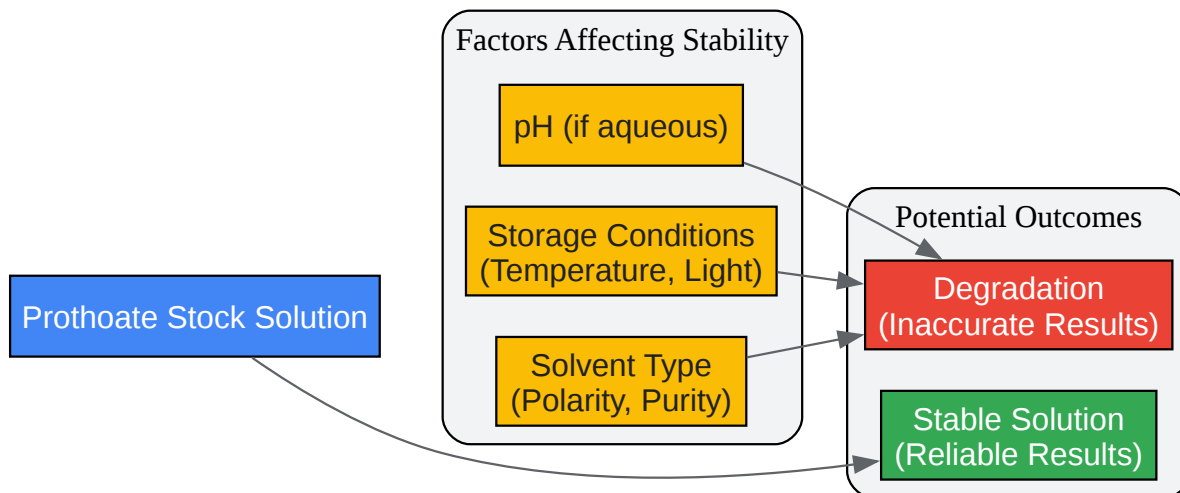 Factors Affecting Stability
pH (if aqueous)
Storage Conditions
(Temperature, Light)
Solvent Type
(Polarity, Purity)
Prothoate Stock Solution
Potential Outcomes
Degradation
(Inaccurate Results)
Stable Solution
(Reliable Results)